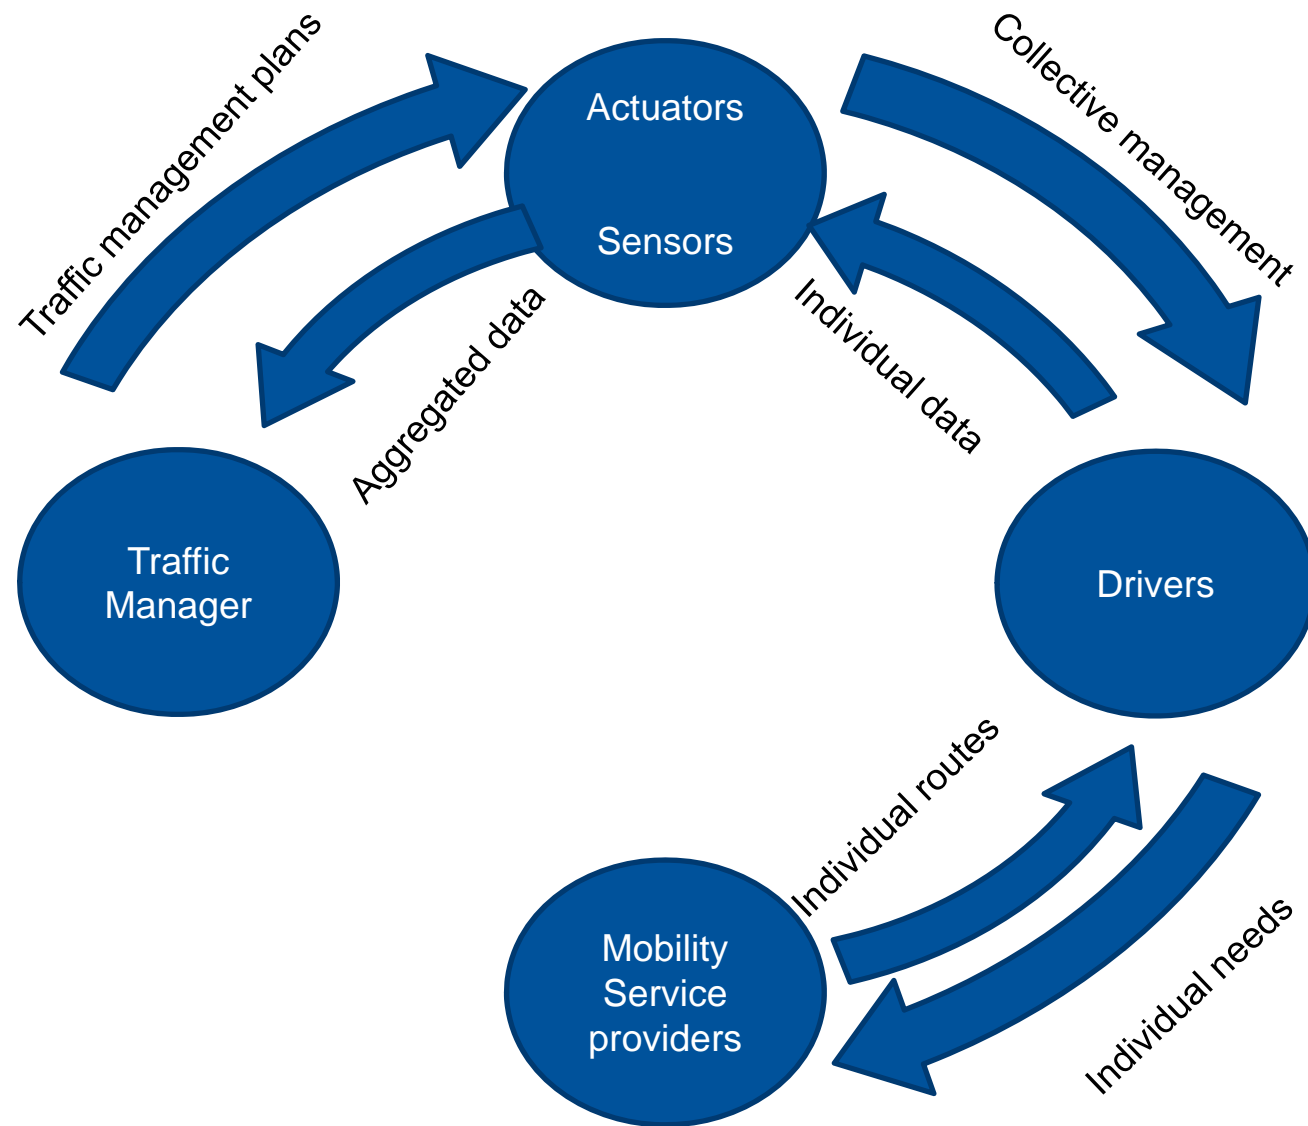 Traffic management plans
Actuators
Sensors
Collective management
Aggregated data
Individual data
Traffic
Manager
Drivers
Individual routes
Mobility
Service
providers
Individual needs